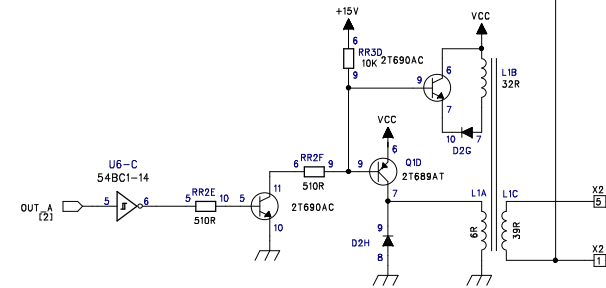 +15V
VCC
6
RR3D
10K
9
2T690AC
6
9
7
L1B
32R
10
7
D2G
VCC
6
U6-C
54BC1-14
RR2F
6
9
9
510R
Q1D
2T689AT
7
RR2E
11
OUT_A
[2]
5
6
5
10
5
510R
2T690AC
10
L1A
L1C
6R
39R
X2
5
D2H
9
8
X2
1